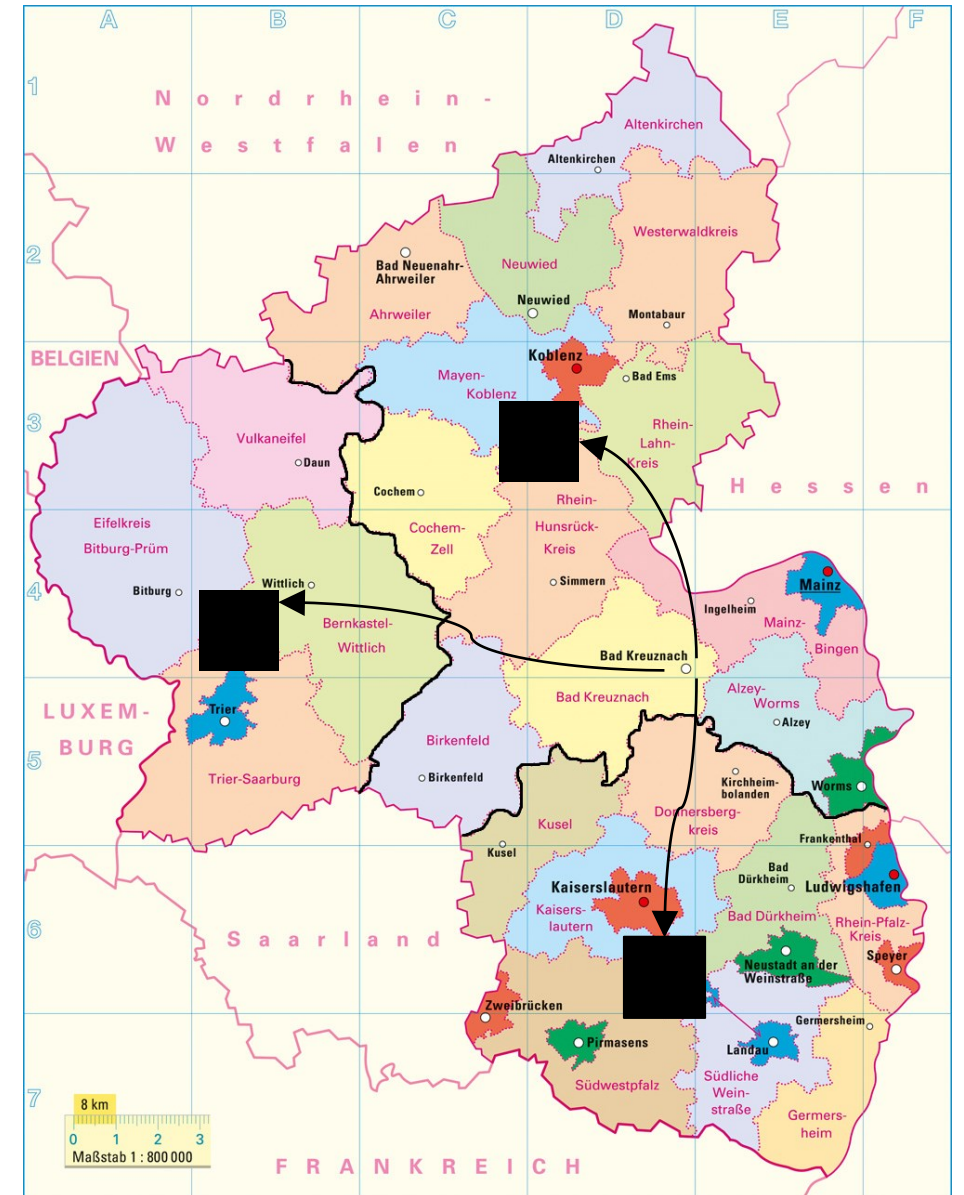 A B C D E F
1
Nordrhein-
Westfalen
Altenkirchen
Altenkirchen
2
Westerwaldkreis
Bad Neuenahr-
Ahrweiler
Neuwied
Neuwied
Ahrweiler
Montabaur
BELGIEN
Koblenz
Mayen-
Koblenz
Bad Ems
3
Vulkaneifel
Daun
Rhein-
Lahn-
Kreis
Hessen
Cochem
Rhein-
Hunsrück-
Kreis
Cochem-
Zell
Eifelkreis
Bitburg-Prüm
4
Bitburg
Wittlich
Simmern
Mainz
Ingelheim
Mainz-
Bingen
Bernkastel-
Wittlich
Bad Kreuznach
Bad Kreuznach
Alzey-
Worms
Alzey
LUXEM-
BURG
Trier
5
Birkenfeld
Birkenfeld
Trier-Saarburg
Kirchheim-
bolanden
Worms
Donnersberg-
kreis
Kusel
Kusel
Frankenthal
Bad
Dürkheim
Kaiserslautern
Ludwigshafen
Kaisers-
lautern
Bad Dürkheim
Rhein-Pfalz-
Kreis
6
Saarland
Speyer
Neustadt an der
Weinstraße
Zweibrücken
Germersheim
Pirmasens
Landau
7
Südwestpfalz
Südliche
Wein-
straße
Germers-
heim
8 km
0 1 2 3
Maßstab 1 : 800 000
FRANKREICH